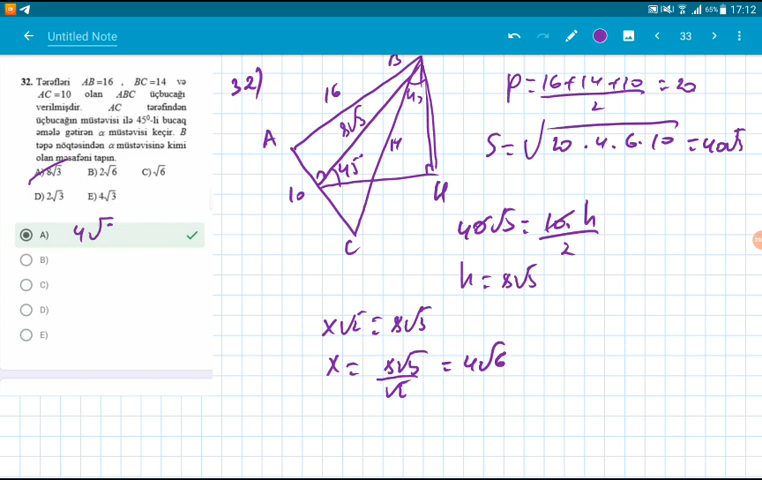 65% 17:12
Untitled Note
33
32. Tərəfləri AB=16 , BC=14 və
AC=10 olan ABC üçbucağı
verilmişdir. AC tərəfindən
üçbucağın müstəvisi ilə 45⁰-li bucaq
əmələ gətirən α müstəvisi keçir. B
təpə nöqtəsindən α müstəvisinə kimi
olan məsafəni tapın.
A) 8√3 B) 2√6 C) √6
D) 2√3 E) 4√3
A) 4√
B)
C)
D)
E)
32)
B
16
45
8√3
14
A
45
10
H
C
P = 16+14+10 / 2 = 20
S = √20 · 4 · 6 · 10 = 40√3
40√3 = 10 · h / 2
h = 8√3
x√2 = 8√3
x = 8√3 / √2 = 4√6